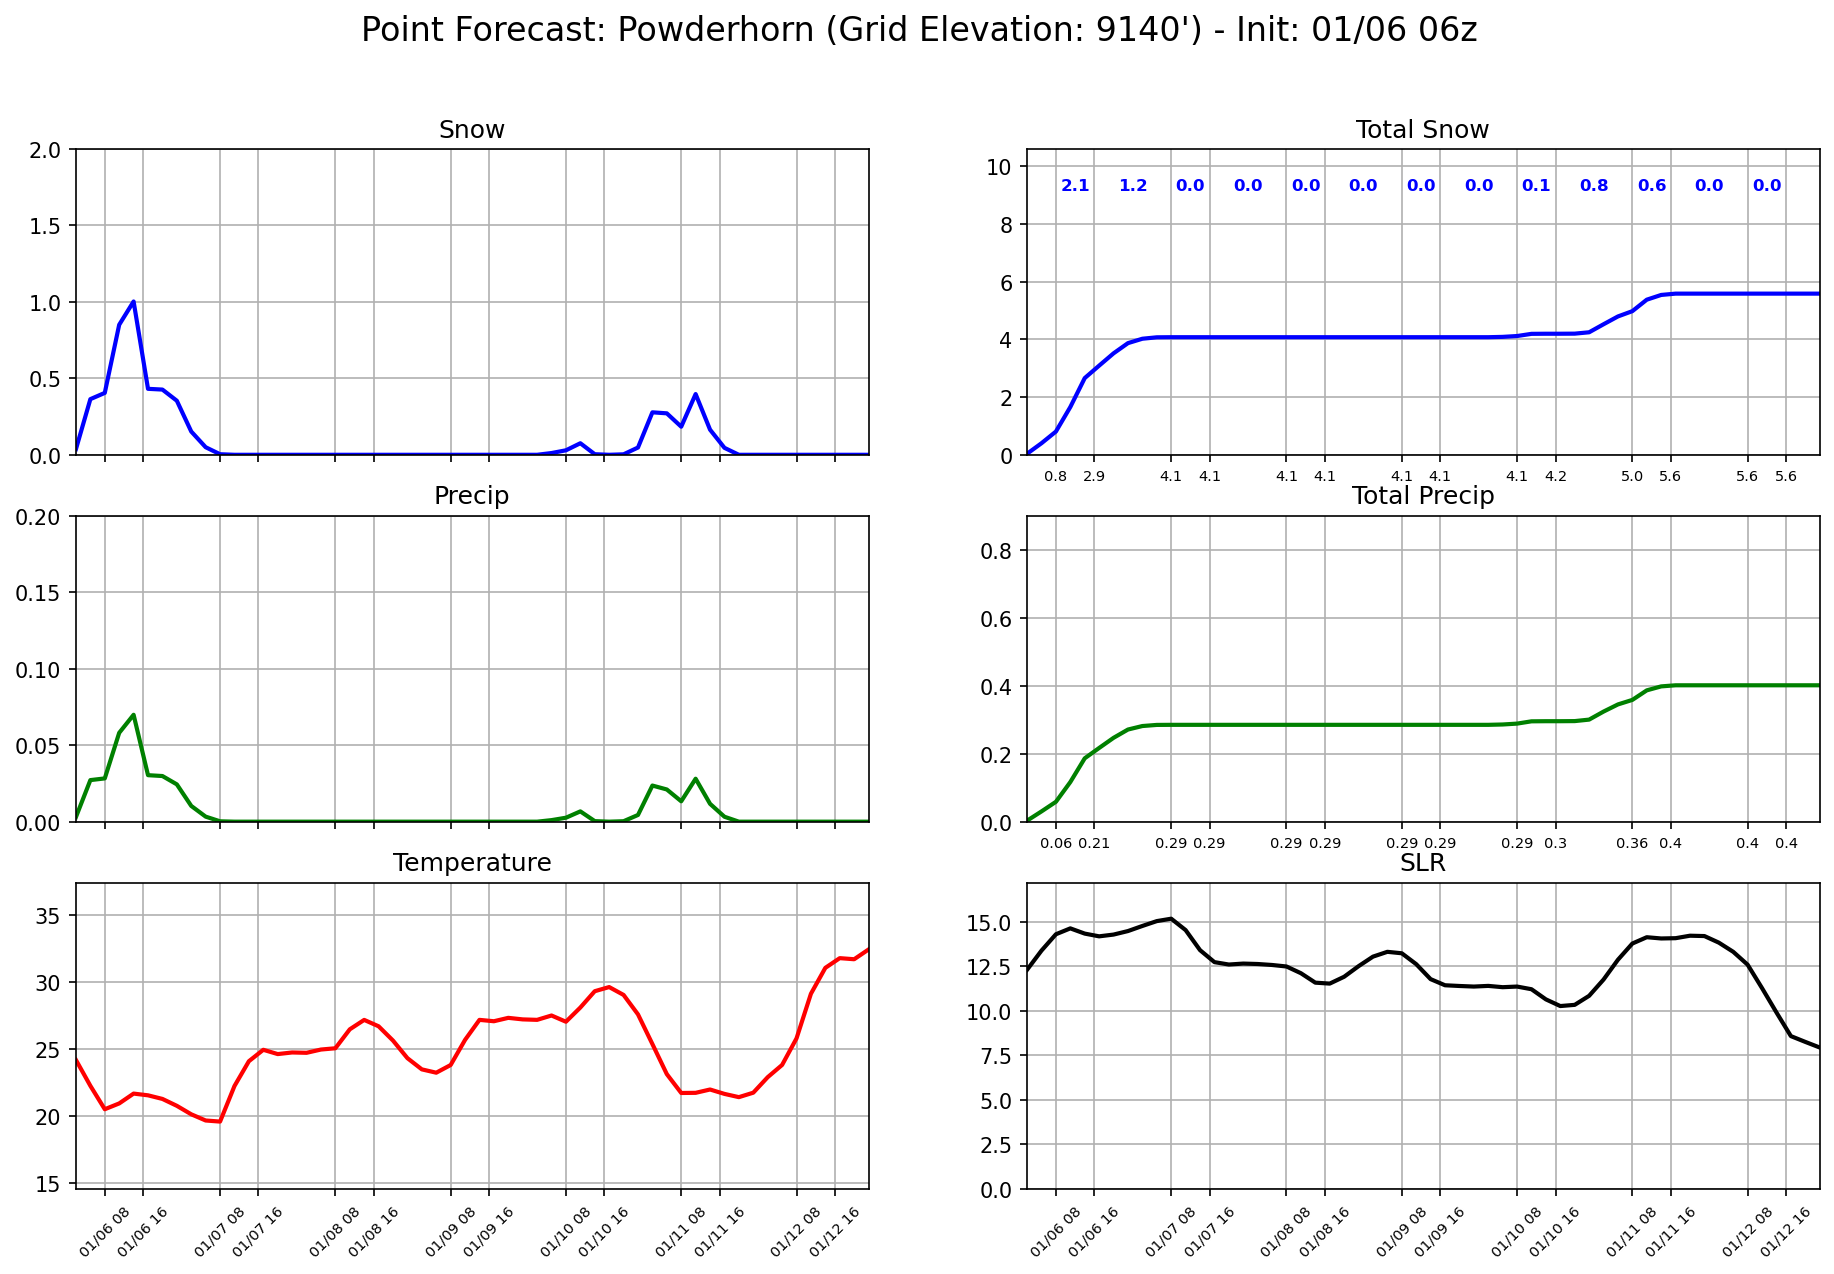 Point Forecast: Powderhorn (Grid Elevation: 9140') - Init: 01/06 06z
Snow
2.0
1.5
1.0
0.5
0.0
Total Snow
10
8
6
4
2
0
2.1 1.2 0.0 0.0 0.0 0.0 0.0 0.0 0.1 0.8 0.6 0.0 0.0
0.8 2.9 4.1 4.1 4.1 4.1 4.1 4.1 4.1 4.2 5.0 5.6 5.6 5.6
Precip
0.20
0.15
0.10
0.05
0.00
Total Precip
0.8
0.6
0.4
0.2
0.0
0.06 0.21 0.29 0.29 0.29 0.29 0.29 0.29 0.29 0.3 0.36 0.4 0.4 0.4
Temperature
35
30
25
20
15
01/06 08 01/06 16 01/07 08 01/07 16 01/08 08 01/08 16 01/09 08 01/09 16 01/10 08 01/10 16 01/11 08 01/11 16 01/12 08 01/12 16
SLR
15.0
12.5
10.0
7.5
5.0
2.5
0.0
01/06 08 01/06 16 01/07 08 01/07 16 01/08 08 01/08 16 01/09 08 01/09 16 01/10 08 01/10 16 01/11 08 01/11 16 01/12 08 01/12 16